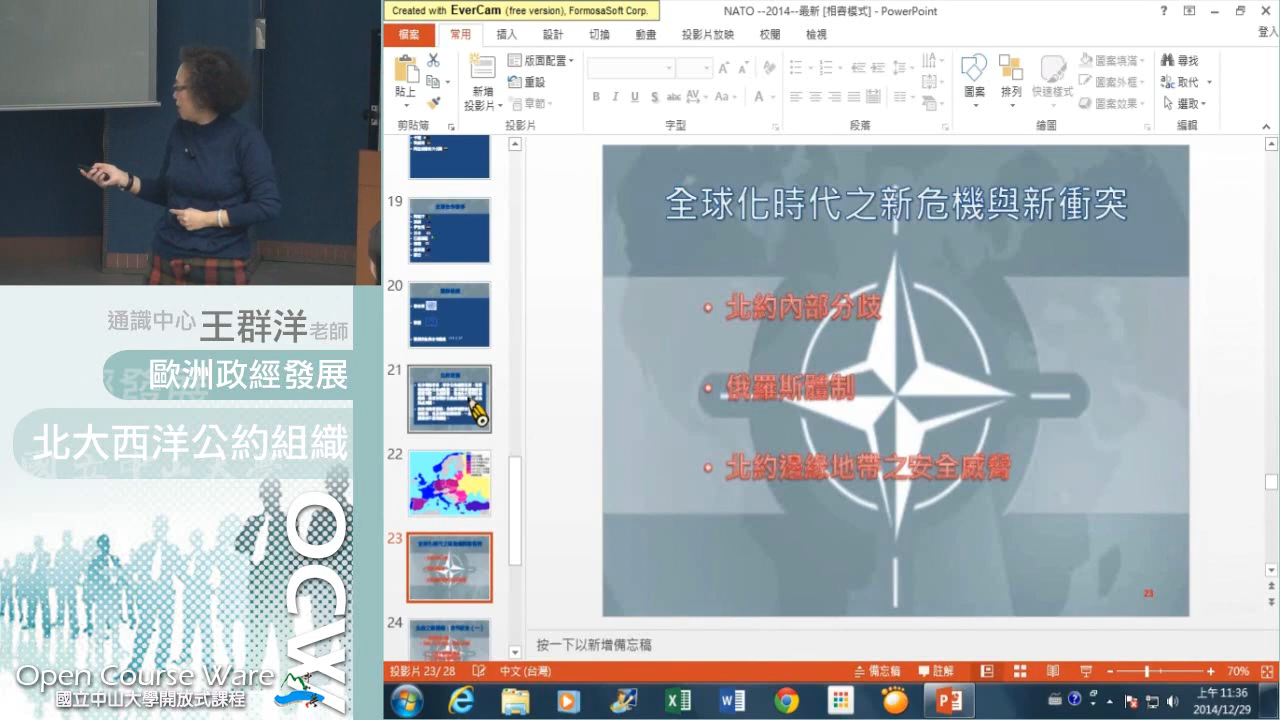 Created with EverCam (free version), FormosaSoft Corp.
NATO --2014--最新 [相容模式] - PowerPoint
檔案 常用 插入 設計 切換 動畫 投影片放映 校閱 檢視 登入
貼上
剪貼簿
新增
投影片
版面配置
重設
章節
投影片
B I U S abc AV Aa A
字型
段落
圖案
排列
快速樣式
圖案填滿
圖案外框
圖案效果
繪圖
尋找
取代
選取
編輯
19
20
21
22
23
24
全球化時代之新危機與新衝突
• 北約內部分歧
• 俄羅斯體制
• 北約邊緣地帶之安全威脅
23
按一下以新增備忘稿
投影片 23/ 28 中文 (台灣) 備忘稿 註解 70%
上午 11:36
2014/12/29
通識中心 王群洋老師
歐洲政經發展
北大西洋公約組織
OCW
Open Course Ware
國立中山大學開放式課程